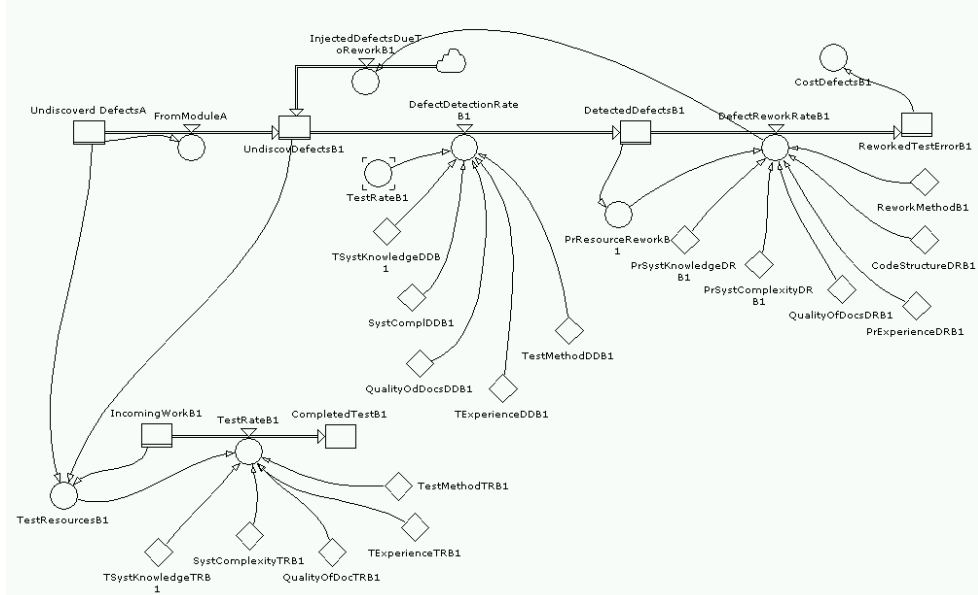 InjectedDefectsDueT
oReworkB1
CostDefectsB1
Undiscoverd DefectsA
FromModuleA
DefectDetectionRate
B1
DetectedDefectsB1
DefectReworkRateB1
UndiscovDefectsB1
ReworkedTestErrorB1
TestRateB1
ReworkMethodB1
PrResourceReworkB
1
TSystKnowledgeDDB
1
PrSystKnowledgeDR
B1
CodeStructureDRB1
PrSystComplexityDR
B1
SystComplDDB1
QualityOfDocsDRB1
PrExperienceDRB1
TestMethodDDB1
QualityOdDocsDDB1
TExperienceDDB1
IncomingWorkB1
TestRateB1
CompletedTestB1
TestMethodTRB1
TestResourcesB1
TExperienceTRB1
SystComplexityTRB1
TSystKnowledgeTRB
1
QualityOfDocTRB1